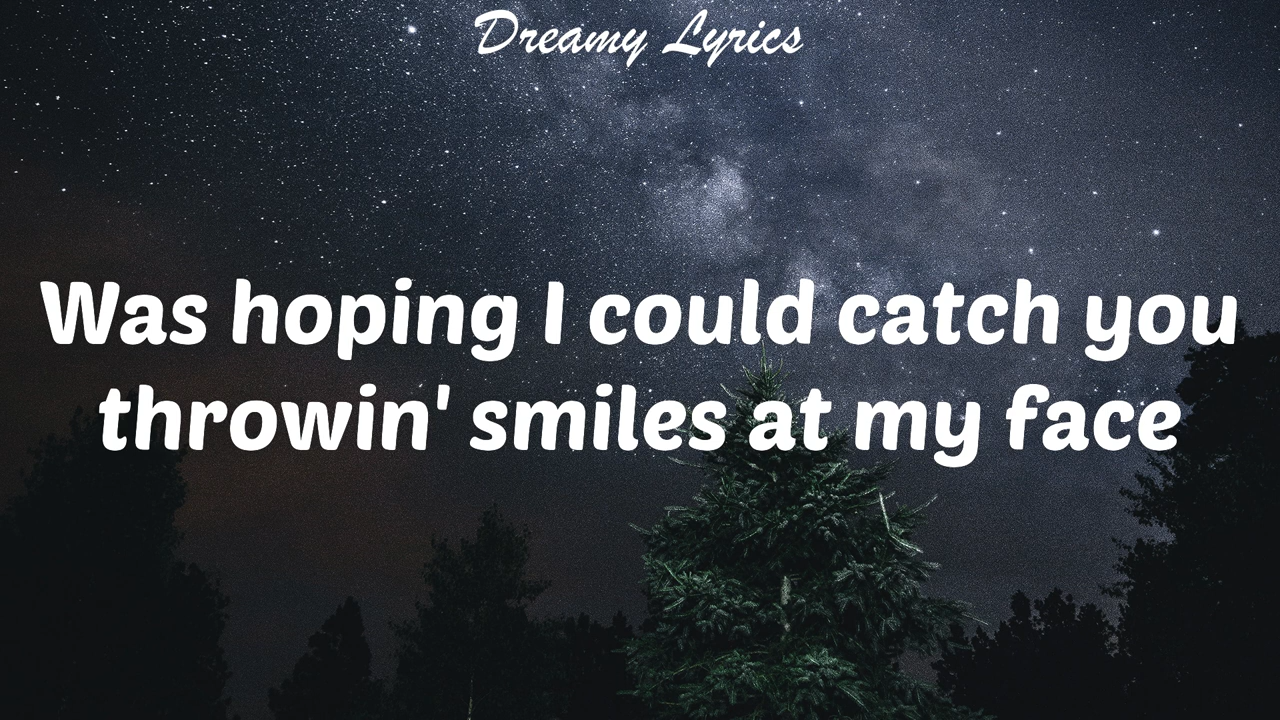 Dreamy Lyrics
Was hoping I could catch you
throwin' smiles at my face